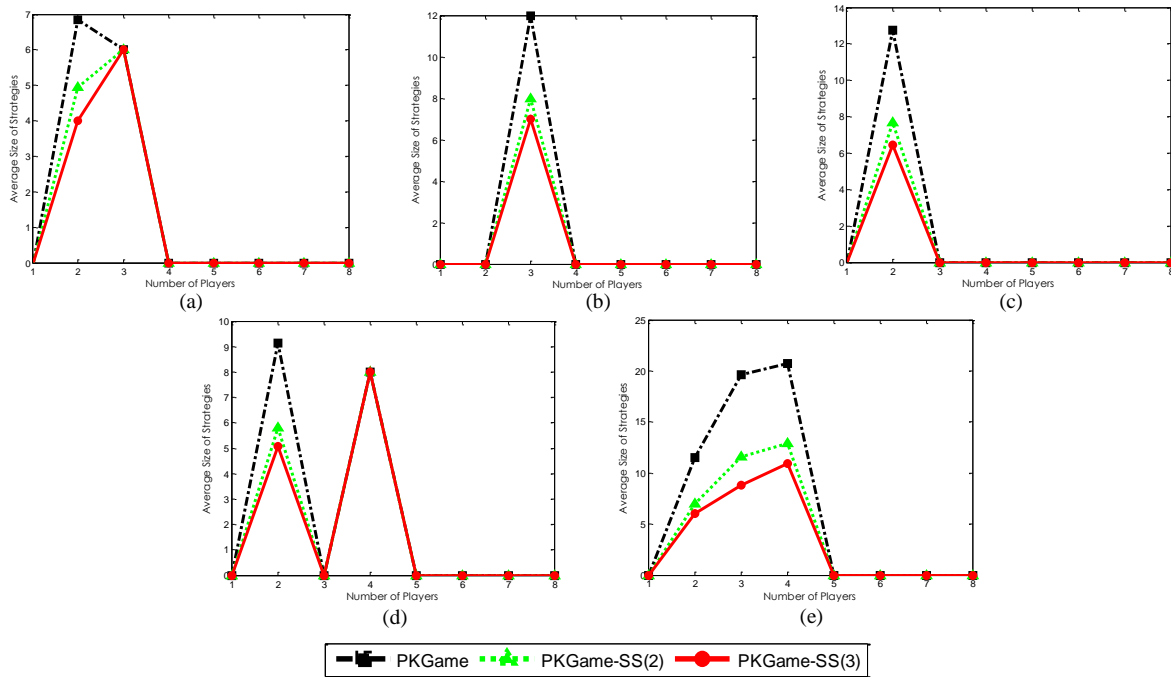 7
6
5
4
3
2
1
0
Average Size of Strategies
1 2 3 4 5 6 7 8
Number of Players
(a)
12
10
8
6
4
2
0
Average Size of Strategies
1 2 3 4 5 6 7 8
Number of Players
(b)
14
12
10
8
6
4
2
0
Average Size of Strategies
1 2 3 4 5 6 7 8
Number of Players
(c)
10
9
8
7
6
5
4
3
2
1
0
Average Size of Strategies
1 2 3 4 5 6 7 8
Number of Players
(d)
25
20
15
10
5
0
Average Size of Strategies
1 2 3 4 5 6 7 8
Number of Players
(e)
PKGame PKGame-SS(2) PKGame-SS(3)